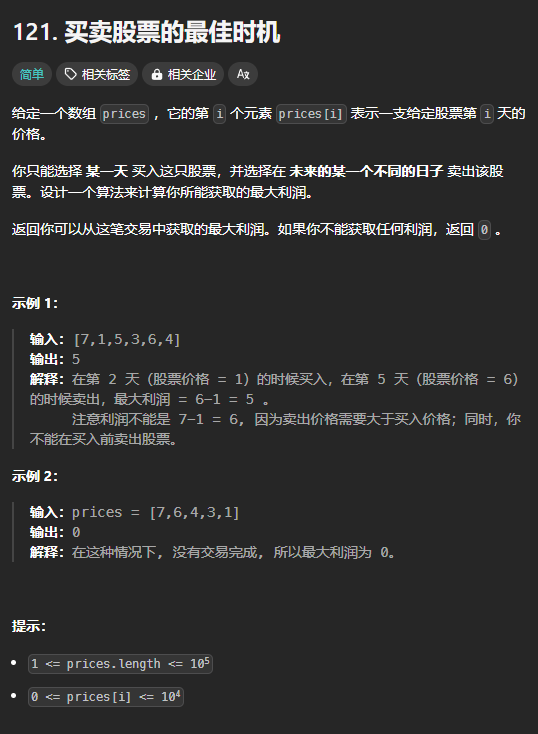 121. 买卖股票的最佳时机
简单 相关标签 相关企业 Aあ
给定一个数组 prices ，它的第 i 个元素 prices[i] 表示一支给定股票第 i 天的
价格。
你只能选择 某一天 买入这只股票，并选择在 未来的某一个不同的日子 卖出该股
票。设计一个算法来计算你所能获取的最大利润。
返回你可以从这笔交易中获取的最大利润。如果你不能获取任何利润，返回 0 。
示例 1：
输入：[7,1,5,3,6,4]
输出：5
解释：在第 2 天（股票价格 = 1）的时候买入，在第 5 天（股票价格 = 6）
的时候卖出，最大利润 = 6-1 = 5 。
注意利润不能是 7-1 = 6, 因为卖出价格需要大于买入价格；同时，你
不能在买入前卖出股票。
示例 2：
输入：prices = [7,6,4,3,1]
输出：0
解释：在这种情况下, 没有交易完成, 所以最大利润为 0。
提示：
• 1 <= prices.length <= 10⁵
• 0 <= prices[i] <= 10⁴